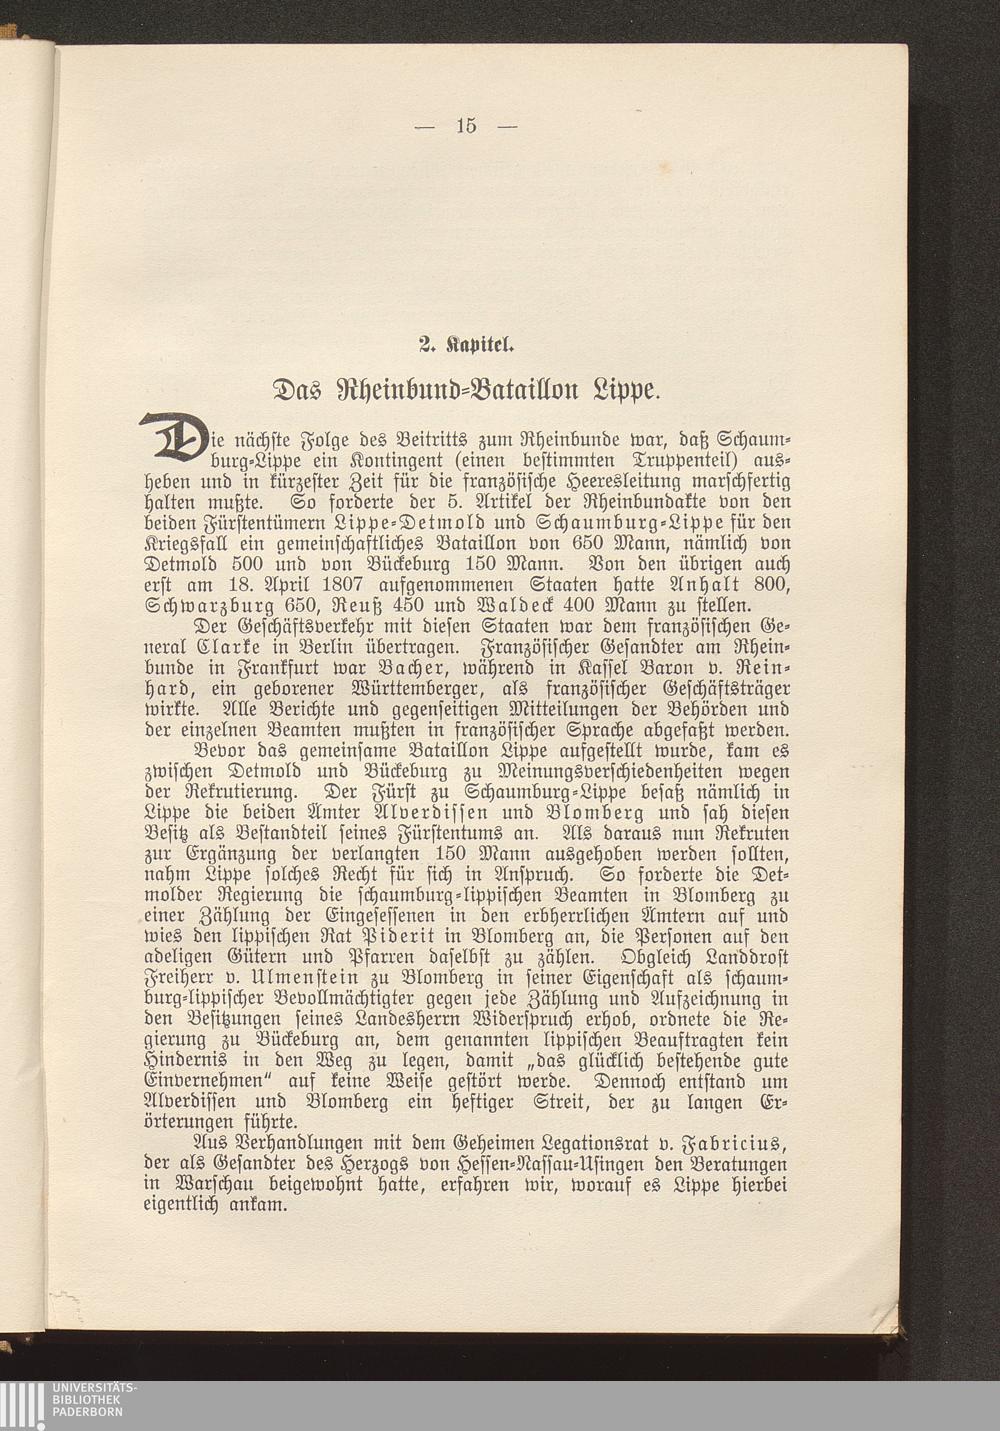 — 15 —
2. Kapitel.
Das Rheinbund-Bataillon Lippe.
Die nächste Folge des Beitritts zum Rheinbunde war, daß Schaum-
burg-Lippe ein Kontingent (einen bestimmten Truppenteil) aus-
heben und in kürzester Zeit für die französische Heeresleitung marschfertig
halten mußte. So forderte der 5. Artikel der Rheinbundakte von den
beiden Fürstentümern Lippe-Detmold und Schaumburg-Lippe für den
Kriegsfall ein gemeinschaftliches Bataillon von 650 Mann, nämlich von
Detmold 500 und von Bückeburg 150 Mann. Von den übrigen auch
erst am 18. April 1807 aufgenommenen Staaten hatte Anhalt 800,
Schwarzburg 650, Reuß 450 und Waldeck 400 Mann zu stellen.
Der Geschäftsverkehr mit diesen Staaten war dem französischen Ge-
neral Clarke in Berlin übertragen. Französischer Gesandter am Rhein-
bunde in Frankfurt war Bacher, während in Kassel Baron v. Rein-
hard, ein geborener Württemberger, als französischer Geschäftsträger
wirkte. Alle Berichte und gegenseitigen Mitteilungen der Behörden und
der einzelnen Beamten mußten in französischer Sprache abgefaßt werden.
Bevor das gemeinsame Bataillon Lippe aufgestellt wurde, kam es
zwischen Detmold und Bückeburg zu Meinungsverschiedenheiten wegen
der Rekrutierung. Der Fürst zu Schaumburg-Lippe besaß nämlich in
Lippe die beiden Ämter Alverdissen und Blomberg und sah diesen
Besitz als Bestandteil seines Fürstentums an. Als daraus nun Rekruten
zur Ergänzung der verlangten 150 Mann ausgehoben werden sollten,
nahm Lippe solches Recht für sich in Anspruch. So forderte die Det-
molder Regierung die schaumburg-lippischen Beamten in Blomberg zu
einer Zählung der Eingesessenen in den erbherrlichen Ämtern auf und
wies den lippischen Rat Piderit in Blomberg an, die Personen auf den
adeligen Gütern und Pfarren daselbst zu zählen. Obgleich Landdrost
Freiherr v. Ulmenstein zu Blomberg in seiner Eigenschaft als schaum-
burg-lippischer Bevollmächtigter gegen jede Zählung und Aufzeichnung in
den Besitzungen seines Landesherrn Widerspruch erhob, ordnete die Re-
gierung zu Bückeburg an, dem genannten lippischen Beauftragten kein
Hindernis in den Weg zu legen, damit „das glücklich bestehende gute
Einvernehmen“ auf keine Weise gestört werde. Dennoch entstand um
Alverdissen und Blomberg ein heftiger Streit, der zu langen Er-
örterungen führte.
Aus Verhandlungen mit dem Geheimen Legationsrat v. Fabricius,
der als Gesandter des Herzogs von Hessen-Nassau-Usingen den Beratungen
in Warschau beigewohnt hatte, erfahren wir, worauf es Lippe hierbei
eigentlich ankam.
UNIVERSITÄTS-
BIBLIOTHEK
PADERBORN